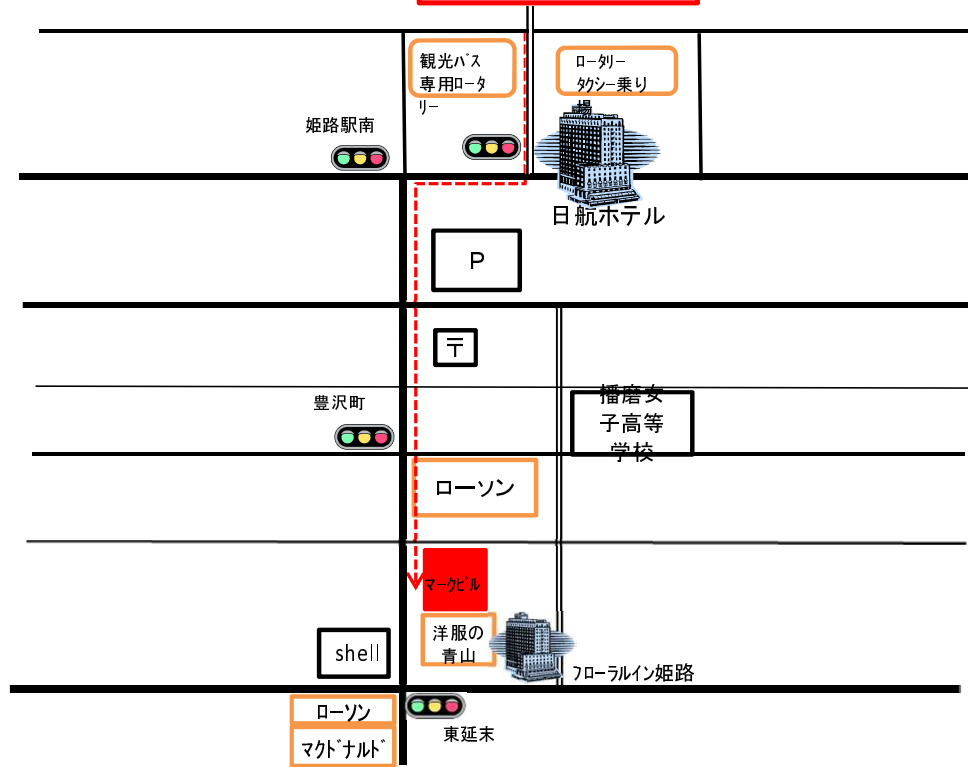 観光バス
専用ロータ
リー
ロータリー
タクシー乗り
場
姫路駅南
日航ホテル
P
〒
豊沢町
播磨女
子高等
学校
ローソン
マークビル
洋服の
青山
shell
フローラルイン姫路
ローソン
マクドナルド
東延末